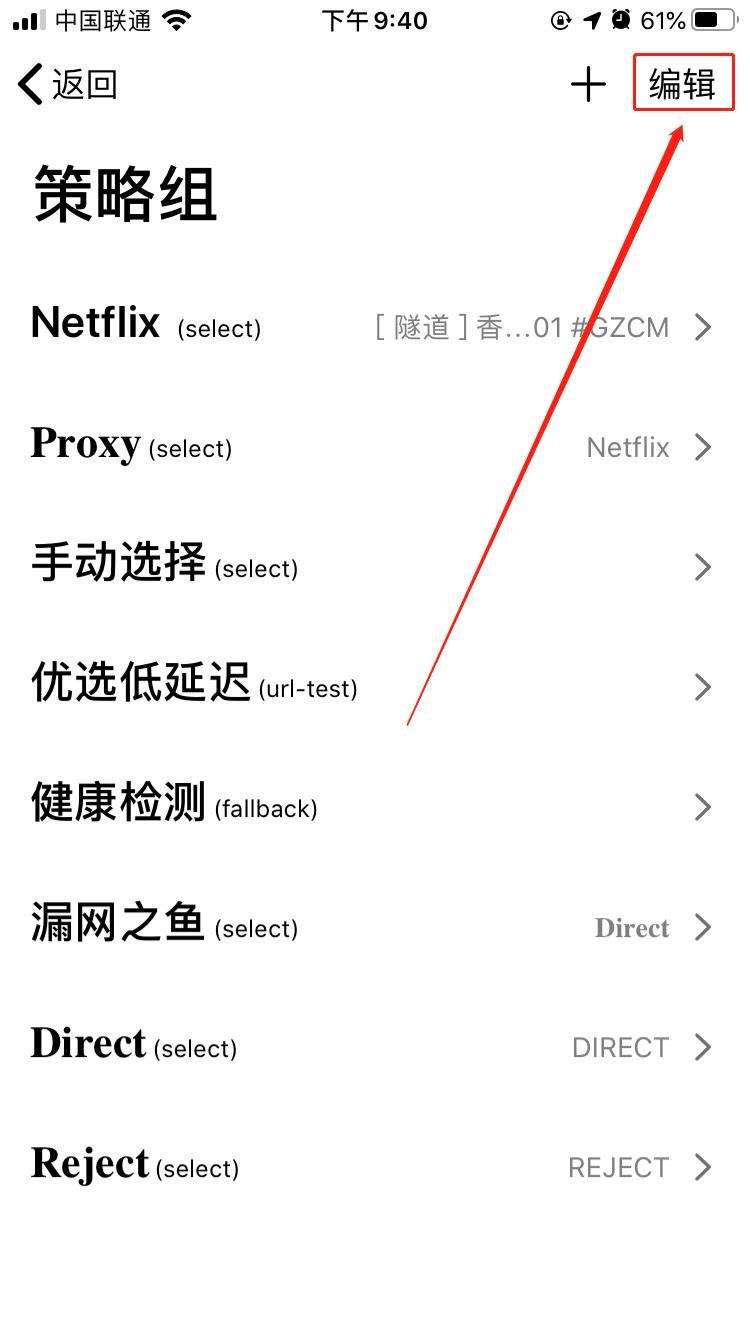 中国联通 下午9:40 61%
返回 + 编辑
策略组
Netflix (select) [ 隧道 ] 香...01 #GZCM
Proxy (select) Netflix
手动选择 (select)
优选低延迟 (url-test)
健康检测 (fallback)
漏网之鱼 (select) Direct
Direct (select) DIRECT
Reject (select) REJECT